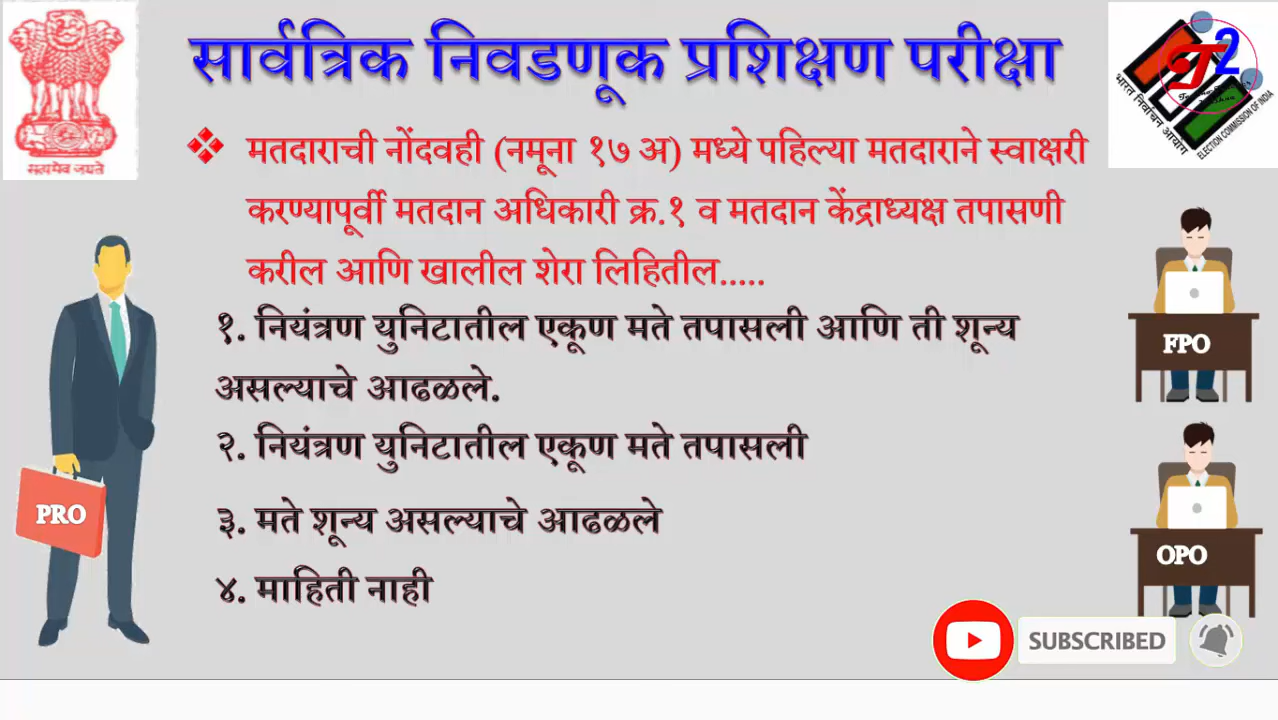 सार्वत्रिक निवडणूक प्रशिक्षण परीक्षा
सत्यमेव जयते
T2
भारत निर्वाचन आयोग
ELECTION COMMISSION OF INDIA
❖ मतदाराची नोंदवही (नमूना १७ अ) मध्ये पहिल्या मतदाराने स्वाक्षरी
करण्यापूर्वी मतदान अधिकारी क्र.१ व मतदान केंद्राध्यक्ष तपासणी
करील आणि खालील शेरा लिहितील.....
१. नियंत्रण युनिटातील एकूण मते तपासली आणि ती शून्य
असल्याचे आढळले.
२. नियंत्रण युनिटातील एकूण मते तपासली
३. मते शून्य असल्याचे आढळले
४. माहिती नाही
PRO
FPO
OPO
SUBSCRIBED